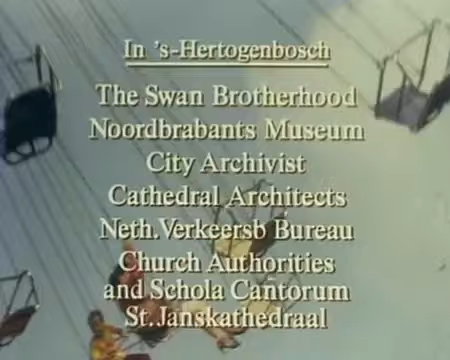 In 's-Hertogenbosch
The Swan Brotherhood
Noordbrabants Museum
City Archivist
Cathedral Architects
Neth.Verkeersb Bureau
Church Authorities
and Schola Cantorum
St.Janskathedraal